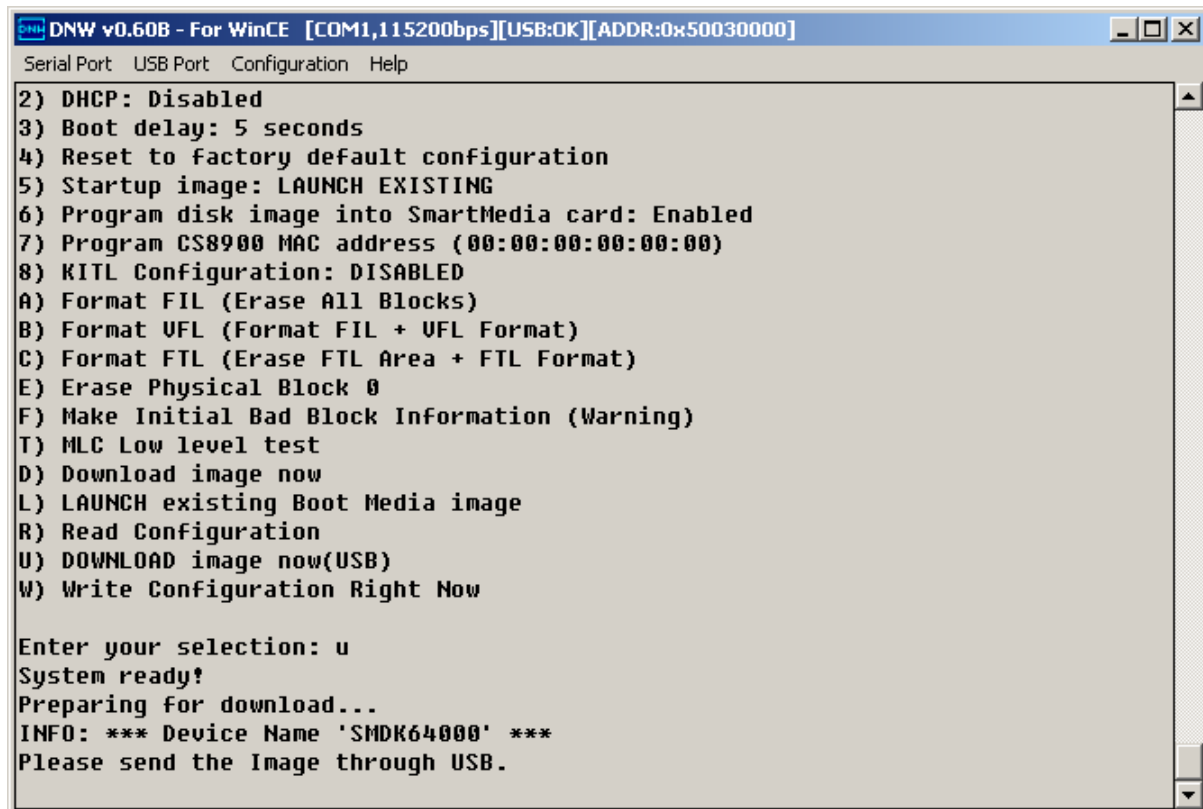 DNW v0.60B - For WinCE [COM1,115200bps][USB:OK][ADDR:0x50030000]
Serial Port USB Port Configuration Help
2) DHCP: Disabled
3) Boot delay: 5 seconds
4) Reset to factory default configuration
5) Startup image: LAUNCH EXISTING
6) Program disk image into SmartMedia card: Enabled
7) Program CS8900 MAC address (00:00:00:00:00:00)
8) KITL Configuration: DISABLED
A) Format FIL (Erase All Blocks)
B) Format VFL (Format FIL + VFL Format)
C) Format FTL (Erase FTL Area + FTL Format)
E) Erase Physical Block 0
F) Make Initial Bad Block Information (Warning)
T) MLC Low level test
D) Download image now
L) LAUNCH existing Boot Media image
R) Read Configuration
U) DOWNLOAD image now(USB)
W) Write Configuration Right Now
Enter your selection: u
System ready!
Preparing for download...
INFO: *** Device Name 'SMDK64000' ***
Please send the Image through USB.